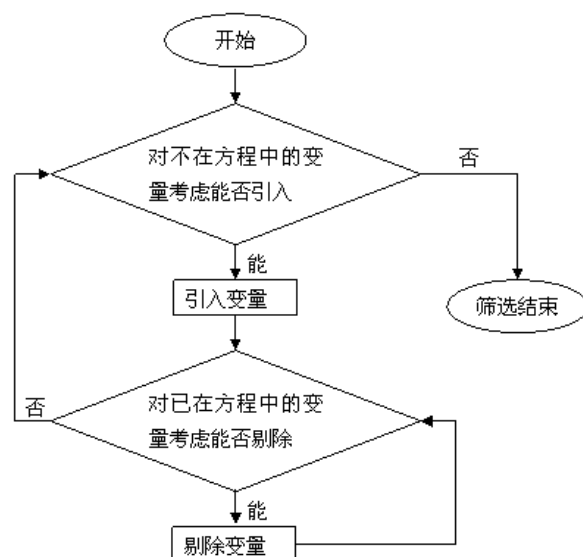 开始
对不在方程中的变
量考虑能否引入
否
能
引入变量
筛选结束
对已在方程中的变
量考虑能否剔除
否
能
剔除变量